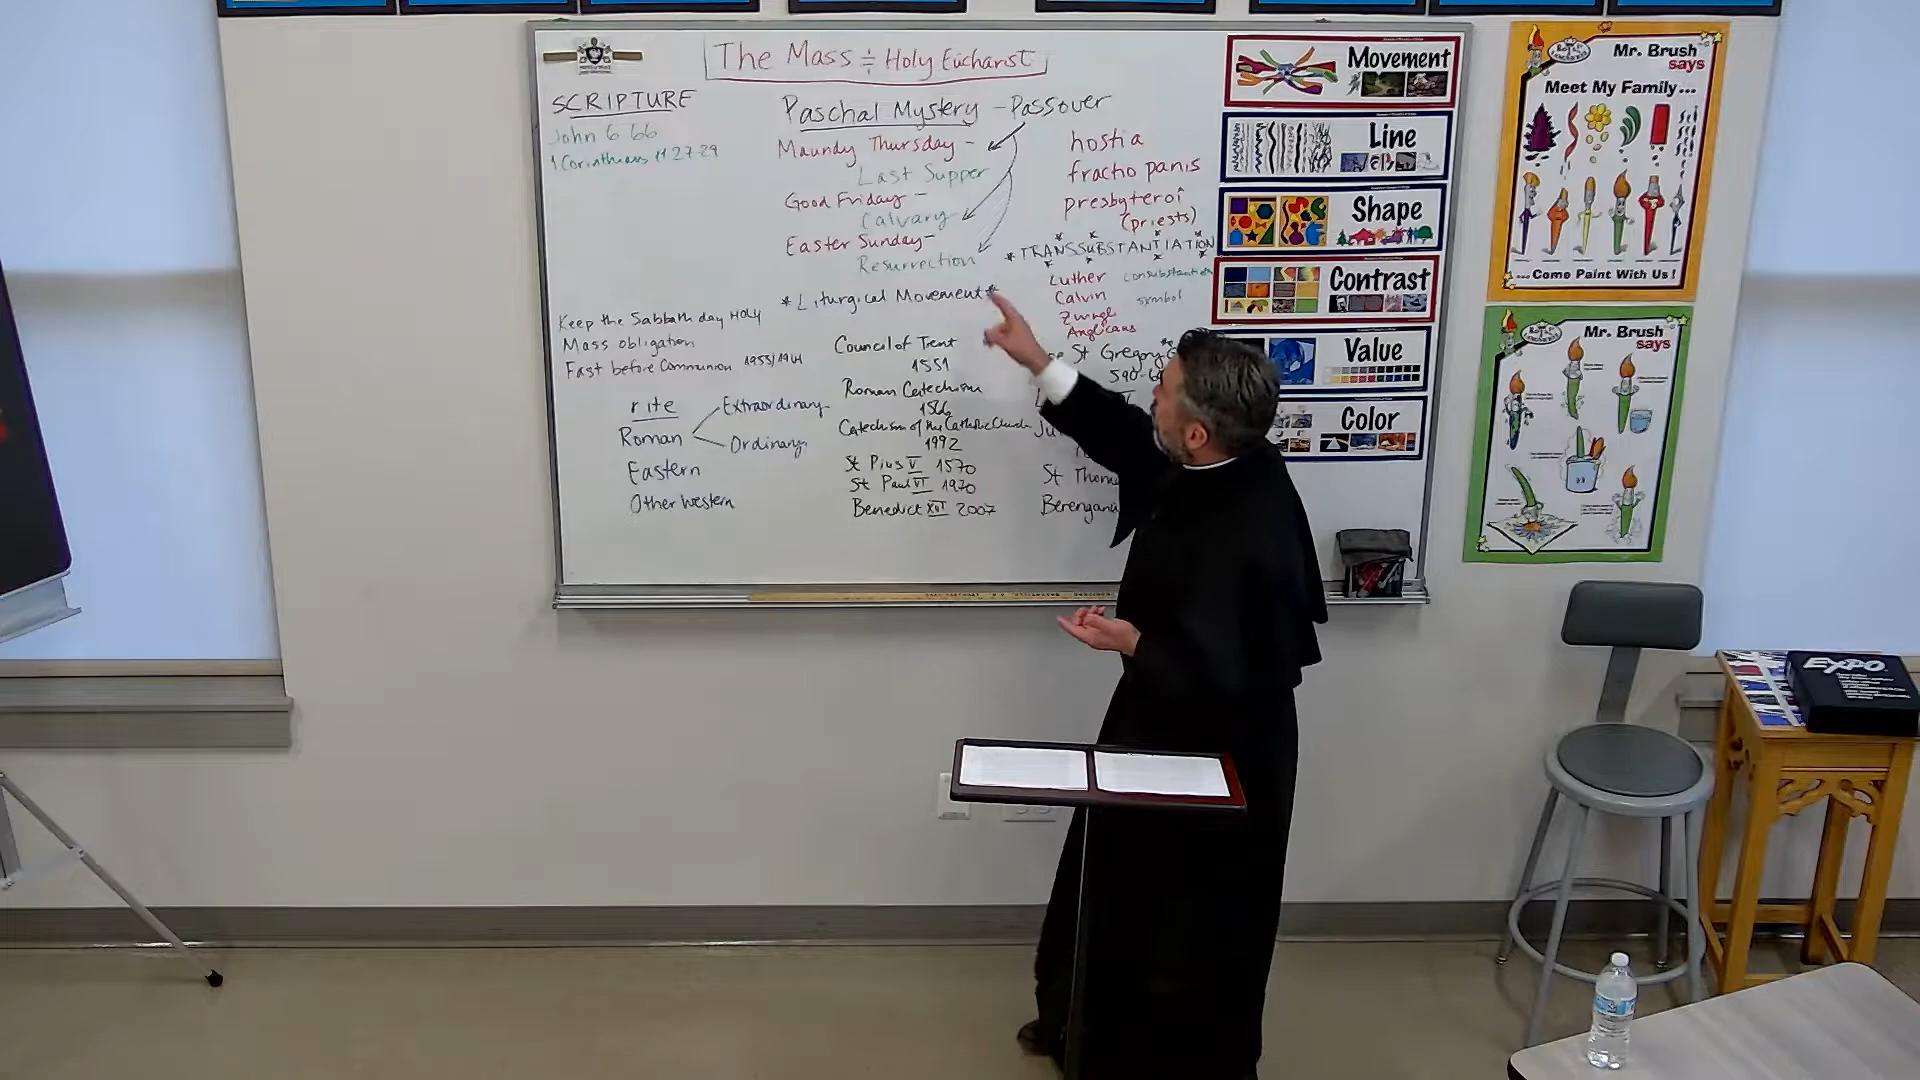 The Mass ÷ Holy Eucharist
SCRIPTURE
John 6 66
1 Corinthians 11 27-29
Keep the Sabbath day HOLY
Mass obligation
Fast before Communion 1953/1964
rite
Roman
Extraordinary
Ordinary
Eastern
Other Western
Paschal Mystery - Passover
Maundy Thursday -
Last Supper
Good Friday -
Calvary
Easter Sunday -
Resurrection
*Liturgical Movement*
Council of Trent
1551
Roman Catechism
1566
Catechism of the Catholic Church
1992
St Pius V 1570
St Paul VI 1970
Benedict XVI 2007
hostia
fractio panis
presbyteroi
(priests)
*TRANSSUBSTANTIATION
Luther
Calvin symbol
Zwingli
Anglicans
St Gregory
590-
St Thom
Berengariu
Movement
Line
Shape
Contrast
Value
Color
Mr. Brush
says
Meet My Family...
...Come Paint With Us!
Mr. Brush
says
EXPO